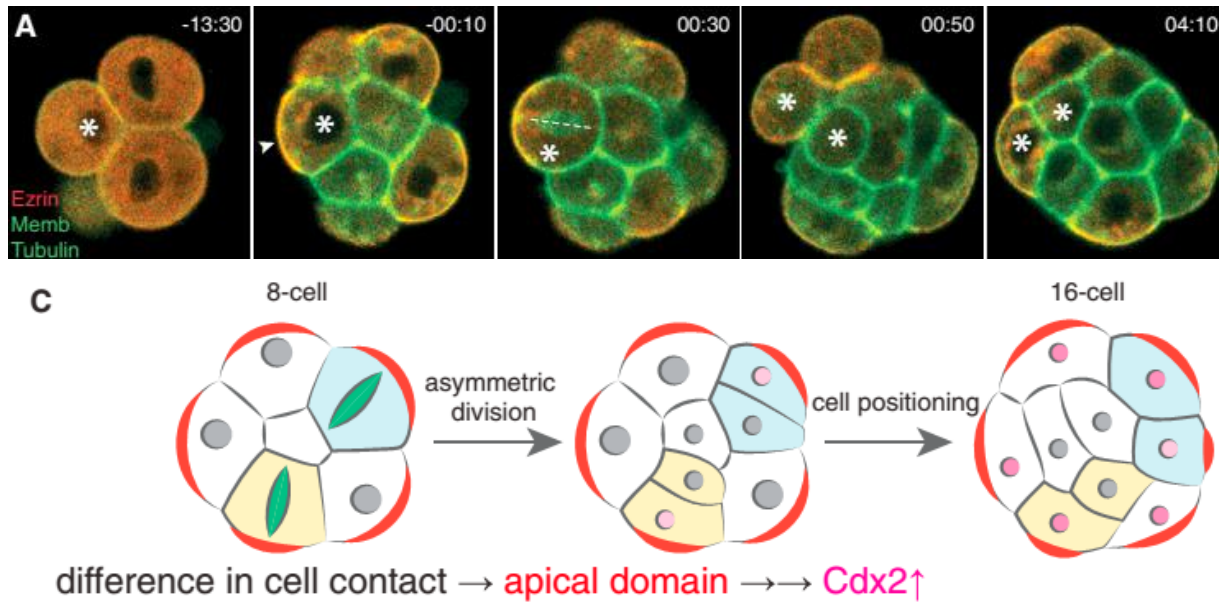 A
-13:30
-00:10
00:30
00:50
04:10
*
*
*
*
*
*
*
Ezrin
Memb
Tubulin
C
8-cell
16-cell
asymmetric
division
cell positioning
difference in cell contact → apical domain →→ Cdx2↑